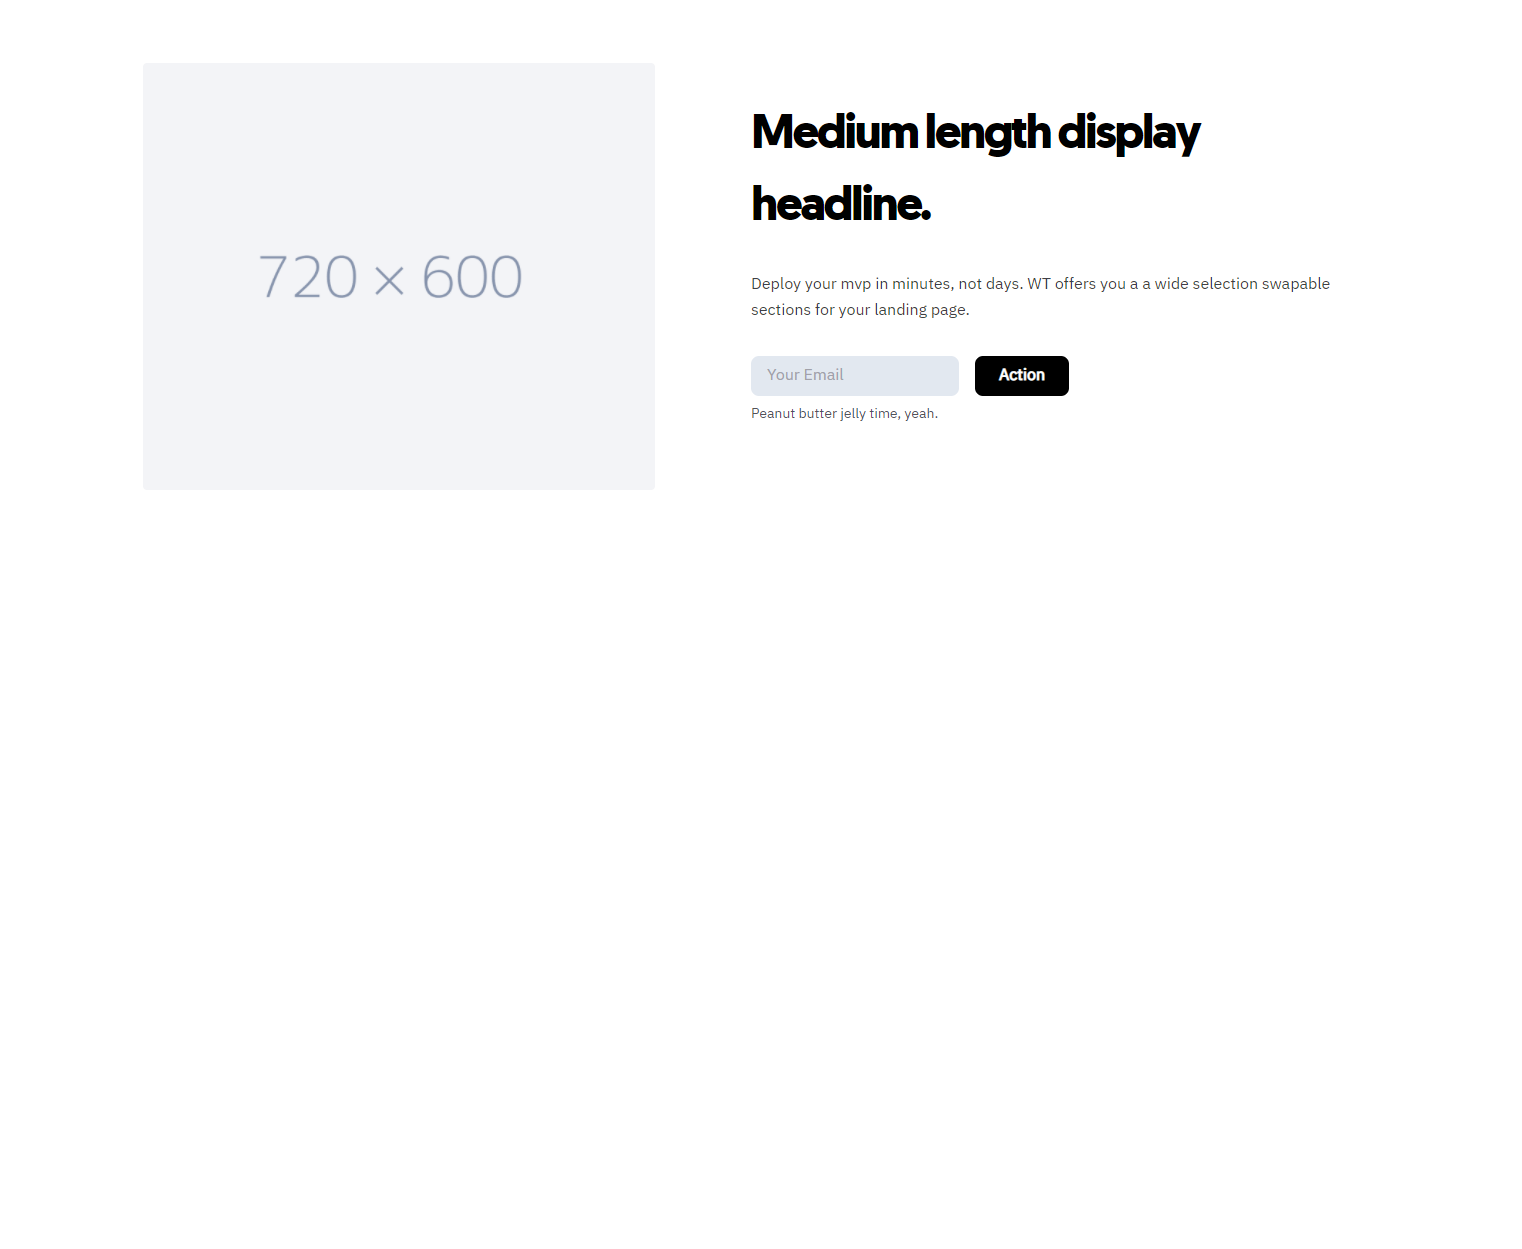 720 × 600
Medium length display
headline.
Deploy your mvp in minutes, not days. WT offers you a a wide selection swapable
sections for your landing page.
Your Email
Action
Peanut butter jelly time, yeah.